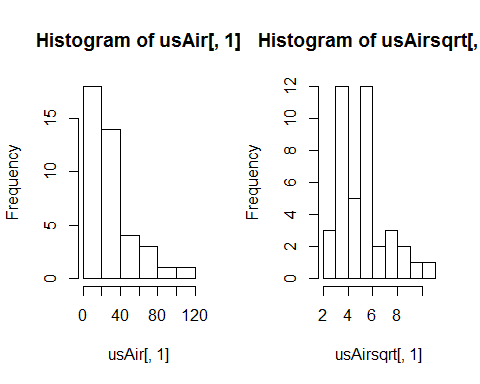 Histogram of usAir[, 1]
Histogram of usAirsqrt[,
Frequency
0 5 10 15
0 40 80 120
usAir[, 1]
Frequency
0 2 4 6 8 10 12
2 4 6 8
usAirsqrt[, 1]